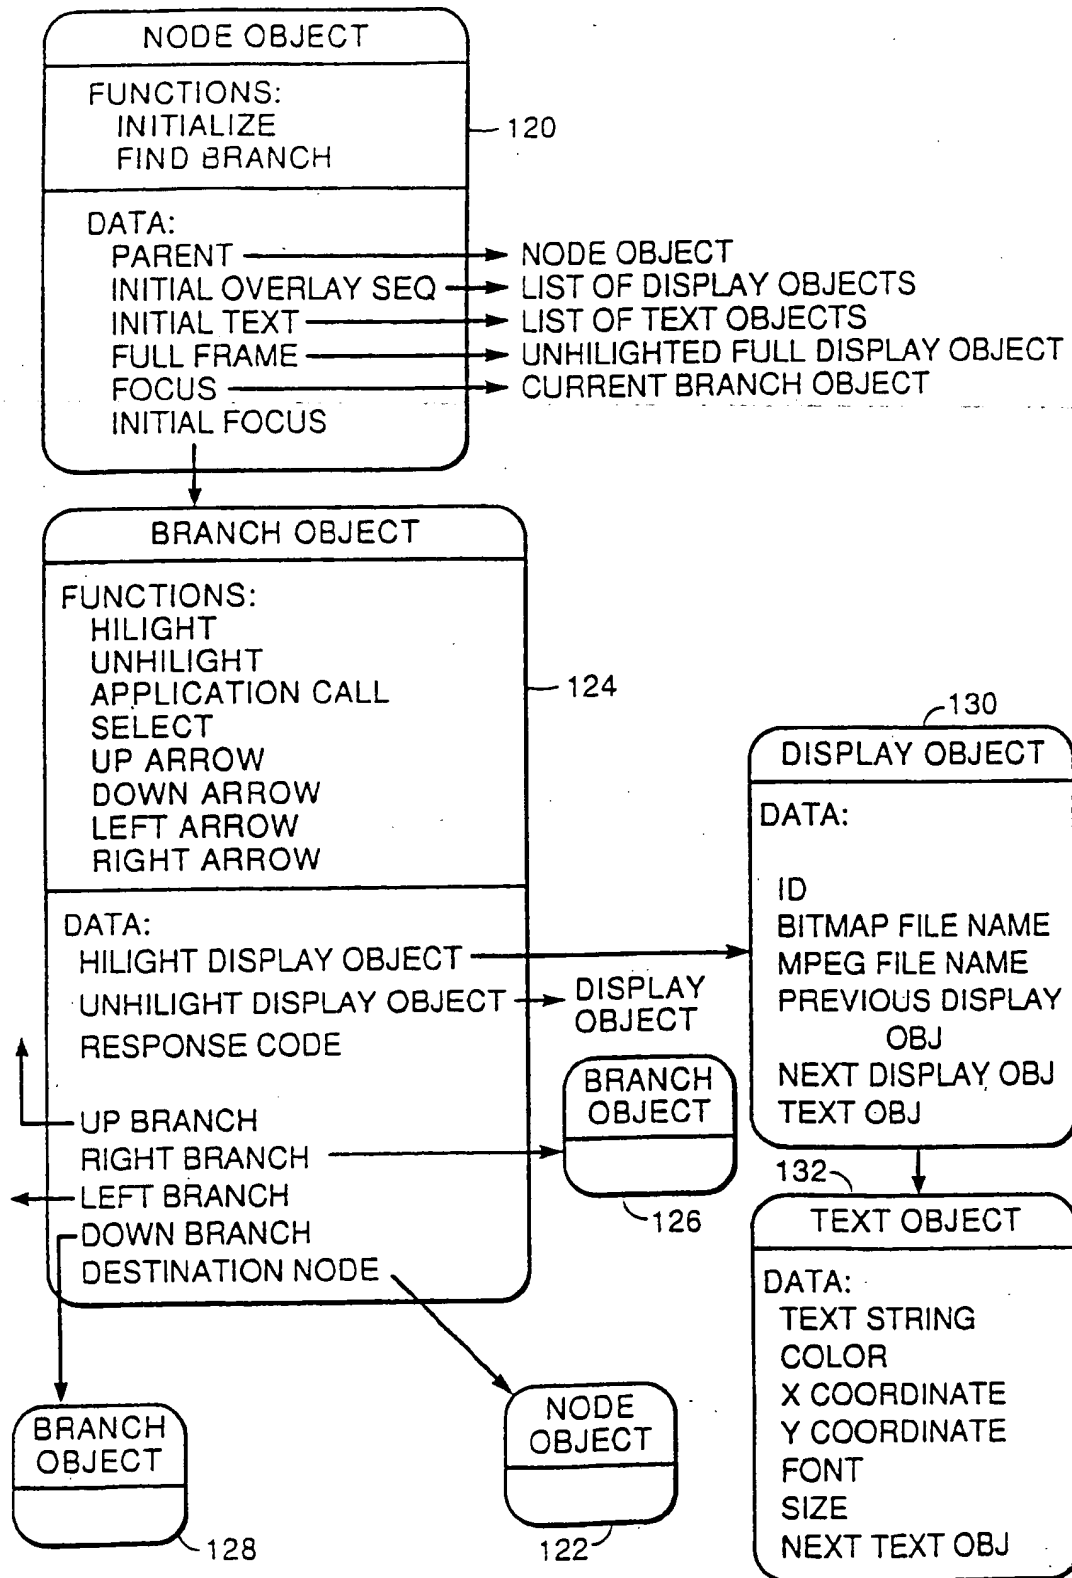 NODE OBJECT
FUNCTIONS:
INITIALIZE
FIND BRANCH
120
DATA:
PARENT
NODE OBJECT
INITIAL OVERLAY SEQ
LIST OF DISPLAY OBJECTS
INITIAL TEXT
LIST OF TEXT OBJECTS
FULL FRAME
UNHILIGHTED FULL DISPLAY OBJECT
FOCUS
CURRENT BRANCH OBJECT
INITIAL FOCUS
BRANCH OBJECT
FUNCTIONS:
HILIGHT
UNHILIGHT
APPLICATION CALL
SELECT
UP ARROW
DOWN ARROW
LEFT ARROW
RIGHT ARROW
124
DATA:
HILIGHT DISPLAY OBJECT
UNHILIGHT DISPLAY OBJECT
DISPLAY
OBJECT
RESPONSE CODE
UP BRANCH
RIGHT BRANCH
LEFT BRANCH
DOWN BRANCH
DESTINATION NODE
BRANCH
OBJECT
126
130
DISPLAY OBJECT
DATA:
ID
BITMAP FILE NAME
MPEG FILE NAME
PREVIOUS DISPLAY
OBJ
NEXT DISPLAY OBJ
TEXT OBJ
132
TEXT OBJECT
DATA:
TEXT STRING
COLOR
X COORDINATE
Y COORDINATE
FONT
SIZE
NEXT TEXT OBJ
BRANCH
OBJECT
128
NODE
OBJECT
122